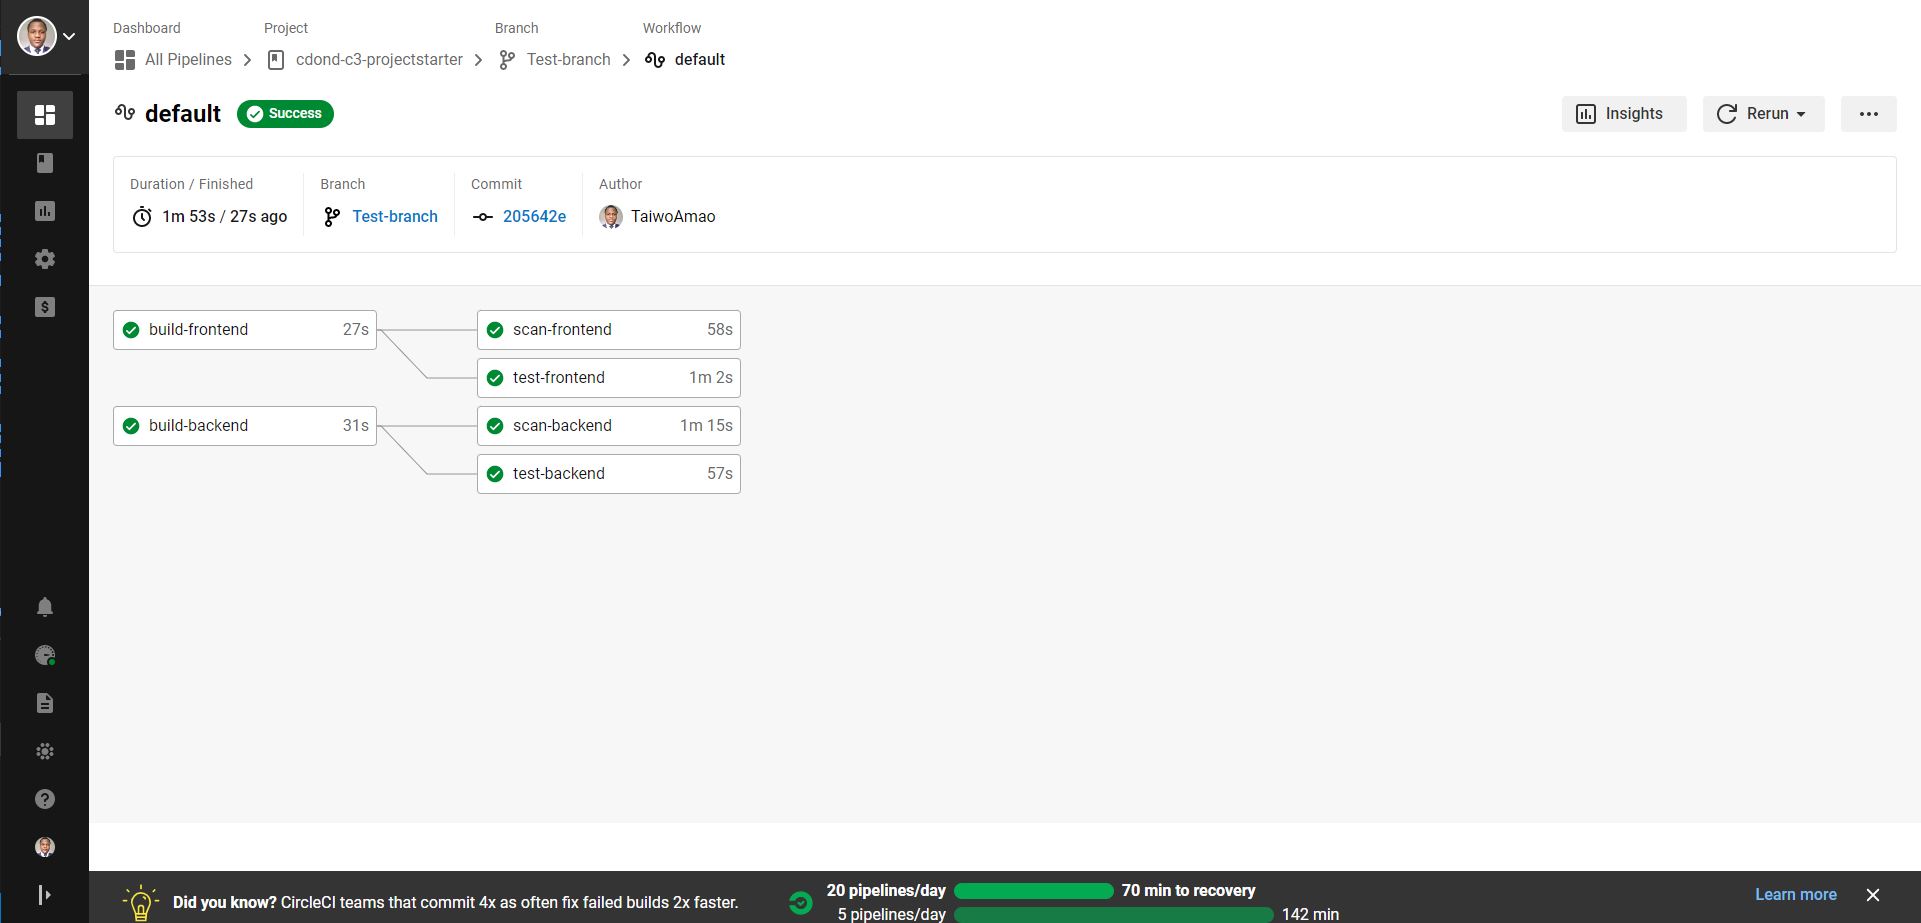 Dashboard Project Branch Workflow
All Pipelines cdond-c3-projectstarter Test-branch default
default Success Insights Rerun
Duration / Finished Branch Commit Author
1m 53s / 27s ago Test-branch 205642e TaiwoAmao
build-frontend 27s scan-frontend 58s
test-frontend 1m 2s
build-backend 31s scan-backend 1m 15s
test-backend 57s
Did you know? CircleCI teams that commit 4x as often fix failed builds 2x faster.
20 pipelines/day 70 min to recovery
5 pipelines/day 142 min
Learn more